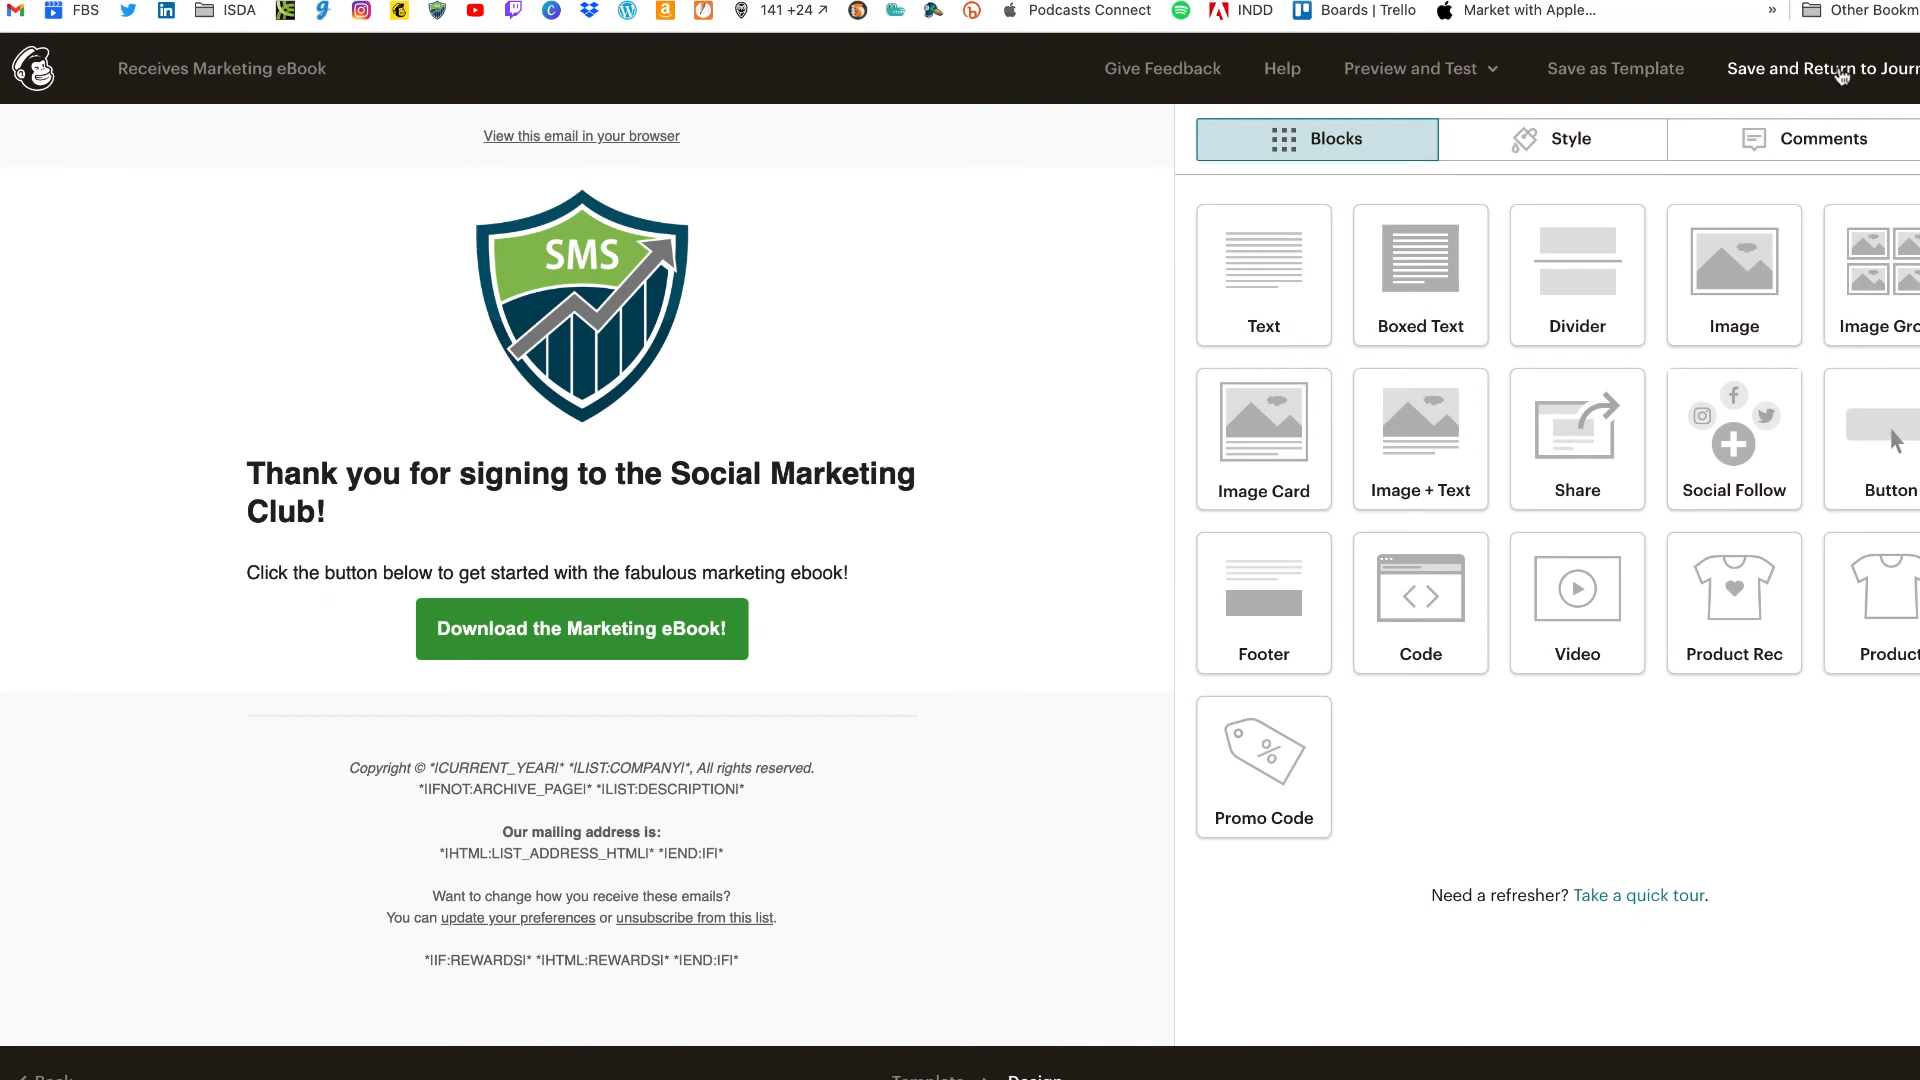 FBS
ISDA
141 +24 ↗
Podcasts Connect
INDD
Boards | Trello
Market with Apple...
»
Other Bookm
Receives Marketing eBook
Give Feedback
Help
Preview and Test
Save as Template
Save and Return to Jour
View this email in your browser
Blocks
Style
Comments
SMS
Text
Boxed Text
Divider
Image
Image Gro
Thank you for signing to the Social Marketing
Club!
Image Card
Image + Text
Share
Social Follow
Button
Click the button below to get started with the fabulous marketing ebook!
Download the Marketing eBook!
Footer
Code
Video
Product Rec
Product
Copyright © *|CURRENT_YEAR|* *|LIST:COMPANY|*, All rights reserved.
*|IFNOT:ARCHIVE_PAGE|* *|LIST:DESCRIPTION|*
Promo Code
Our mailing address is:
*|HTML:LIST_ADDRESS_HTML|* *|END:IF|*
Want to change how you receive these emails?
You can update your preferences or unsubscribe from this list.
Need a refresher? Take a quick tour.
*|IF:REWARDS|* *|HTML:REWARDS|* *|END:IF|*
Back
Template
Design